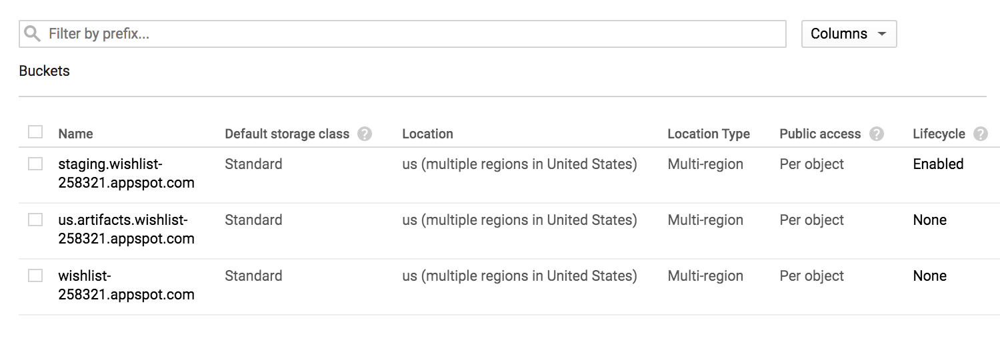 Filter by prefix...
Columns
Buckets
Name Default storage class ? Location Location Type Public access ? Lifecycle ?
staging.wishlist- Standard us (multiple regions in United States) Multi-region Per object Enabled
258321.appspot.com
us.artifacts.wishlist- Standard us (multiple regions in United States) Multi-region Per object None
258321.appspot.com
wishlist- Standard us (multiple regions in United States) Multi-region Per object None
258321.appspot.com